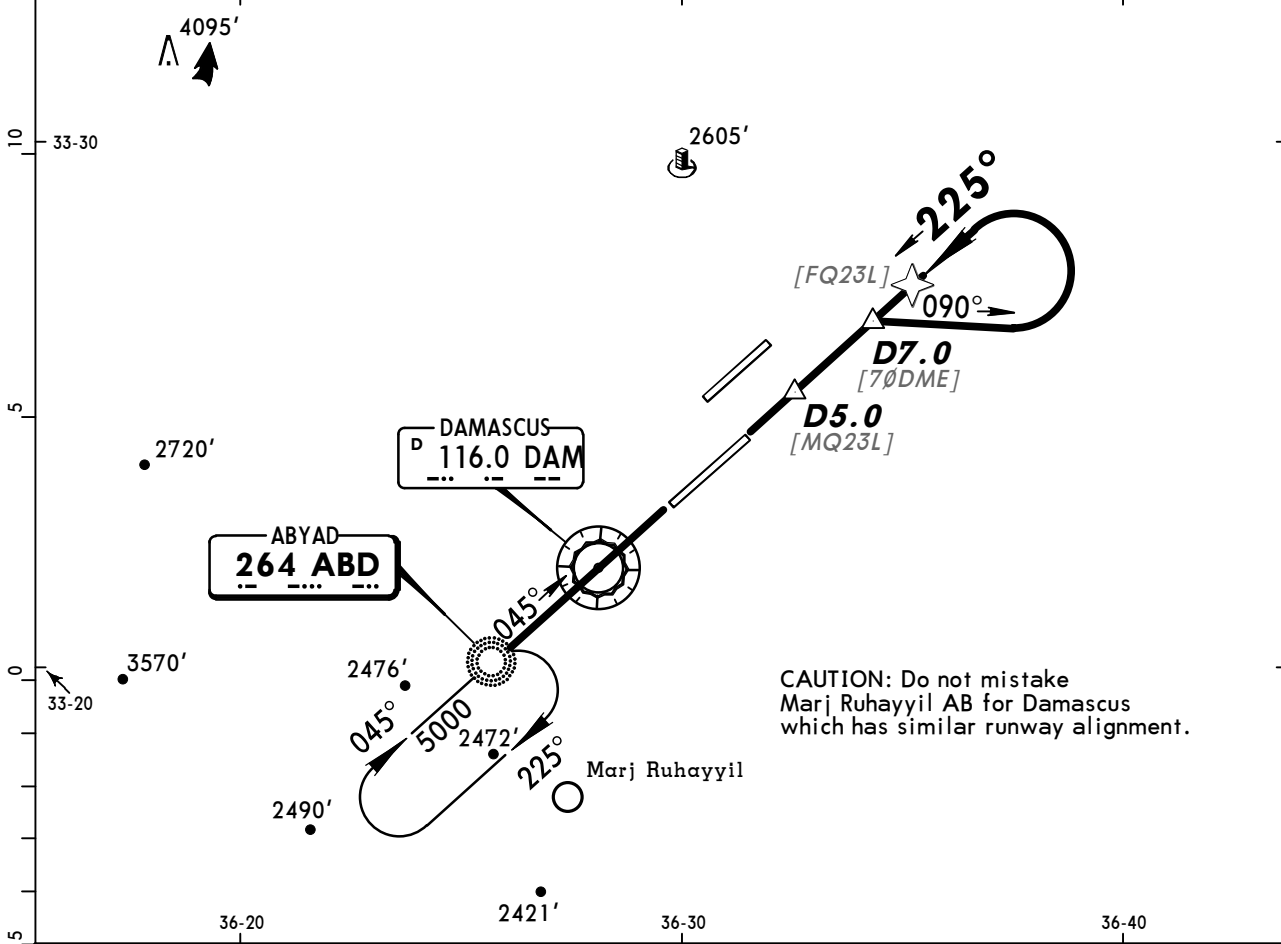 4095'
10
33-30
2605'
225°
[FQ23L]
090°
D7.0
[70DME]
D5.0
[MQ23L]
5
DAMASCUS
D 116.0 DAM
2720'
ABYAD
264 ABD
045°
3570'
0
33-20
2476'
045°
5000
2472'
225°
Marj Ruhayyil
CAUTION: Do not mistake
Marj Ruhayyil AB for Damascus
which has similar runway alignment.
2490'
2421'
5
36-20
36-30
36-40